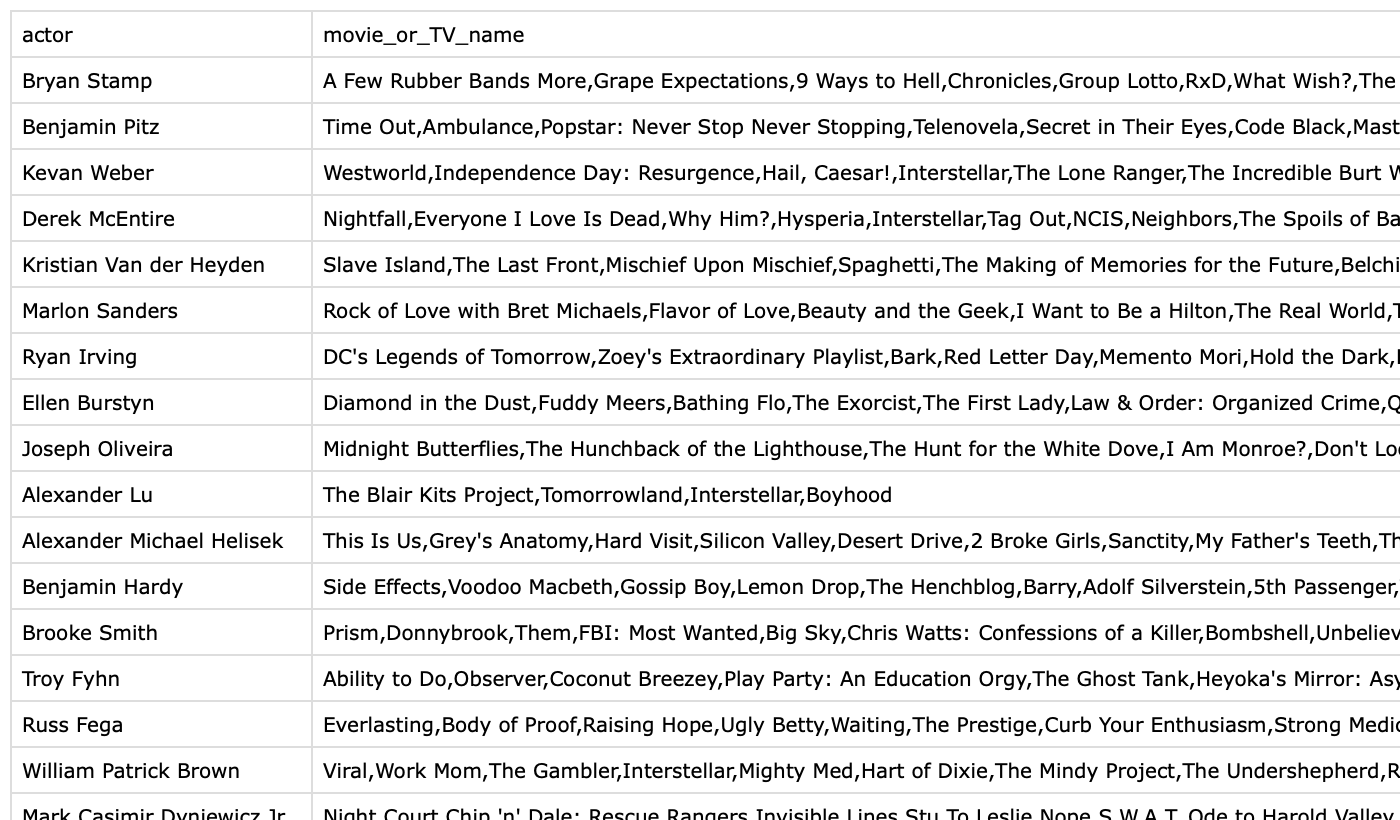 actor movie_or_TV_name
Bryan Stamp A Few Rubber Bands More,Grape Expectations,9 Ways to Hell,Chronicles,Group Lotto,RxD,What Wish?,The
Benjamin Pitz Time Out,Ambulance,Popstar: Never Stop Never Stopping,Telenovela,Secret in Their Eyes,Code Black,Mast
Kevan Weber Westworld,Independence Day: Resurgence,Hail, Caesar!,Interstellar,The Lone Ranger,The Incredible Burt W
Derek McEntire Nightfall,Everyone I Love Is Dead,Why Him?,Hysperia,Interstellar,Tag Out,NCIS,Neighbors,The Spoils of Ba
Kristian Van der Heyden Slave Island,The Last Front,Mischief Upon Mischief,Spaghetti,The Making of Memories for the Future,Belchi
Marlon Sanders Rock of Love with Bret Michaels,Flavor of Love,Beauty and the Geek,I Want to Be a Hilton,The Real World,T
Ryan Irving DC's Legends of Tomorrow,Zoey's Extraordinary Playlist,Bark,Red Letter Day,Memento Mori,Hold the Dark,
Ellen Burstyn Diamond in the Dust,Fuddy Meers,Bathing Flo,The Exorcist,The First Lady,Law & Order: Organized Crime,Q
Joseph Oliveira Midnight Butterflies,The Hunchback of the Lighthouse,The Hunt for the White Dove,I Am Monroe?,Don't Loo
Alexander Lu The Blair Kits Project,Tomorrowland,Interstellar,Boyhood
Alexander Michael Helisek This Is Us,Grey's Anatomy,Hard Visit,Silicon Valley,Desert Drive,2 Broke Girls,Sanctity,My Father's Teeth,Th
Benjamin Hardy Side Effects,Voodoo Macbeth,Gossip Boy,Lemon Drop,The Henchblog,Barry,Adolf Silverstein,5th Passenger,
Brooke Smith Prism,Donnybrook,Them,FBI: Most Wanted,Big Sky,Chris Watts: Confessions of a Killer,Bombshell,Unbeliev
Troy Fyhn Ability to Do,Observer,Coconut Breezey,Play Party: An Education Orgy,The Ghost Tank,Heyoka's Mirror: Asy
Russ Fega Everlasting,Body of Proof,Raising Hope,Ugly Betty,Waiting,The Prestige,Curb Your Enthusiasm,Strong Medic
William Patrick Brown Viral,Work Mom,The Gambler,Interstellar,Mighty Med,Hart of Dixie,The Mindy Project,The Undershepherd,R
Mark Casimir Dyniewicz Jr. Night Court,Chip 'n' Dale: Rescue Rangers,Invisible Lines,Stu,To Leslie,Nope,S.W.A.T.,Ode to Harold Valley,